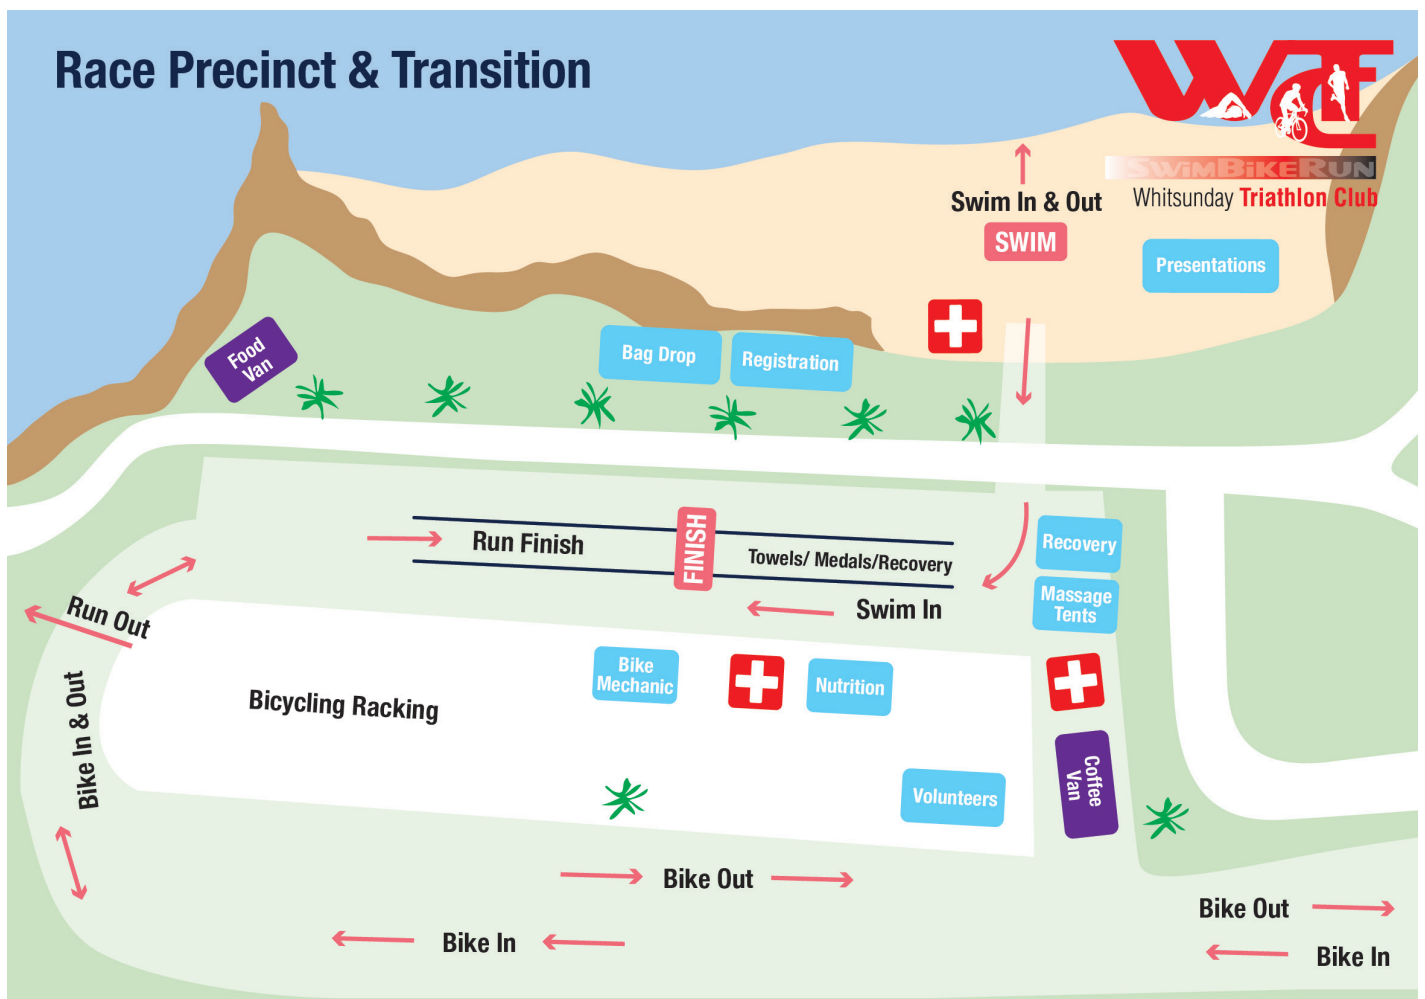 Race Precinct & Transition
WTC
SWIMBIKERUN
Whitsunday Triathlon Club
Swim In & Out
SWIM
Presentations
Food
Van
Bag Drop
Registration
Run Finish
FINISH
Towels/ Medals/Recovery
Recovery
Swim In
Massage
Tents
Run Out
Bike In & Out
Bicycling Racking
Bike
Mechanic
Nutrition
Volunteers
Coffee
Van
Bike Out
Bike In
Bike Out
Bike In